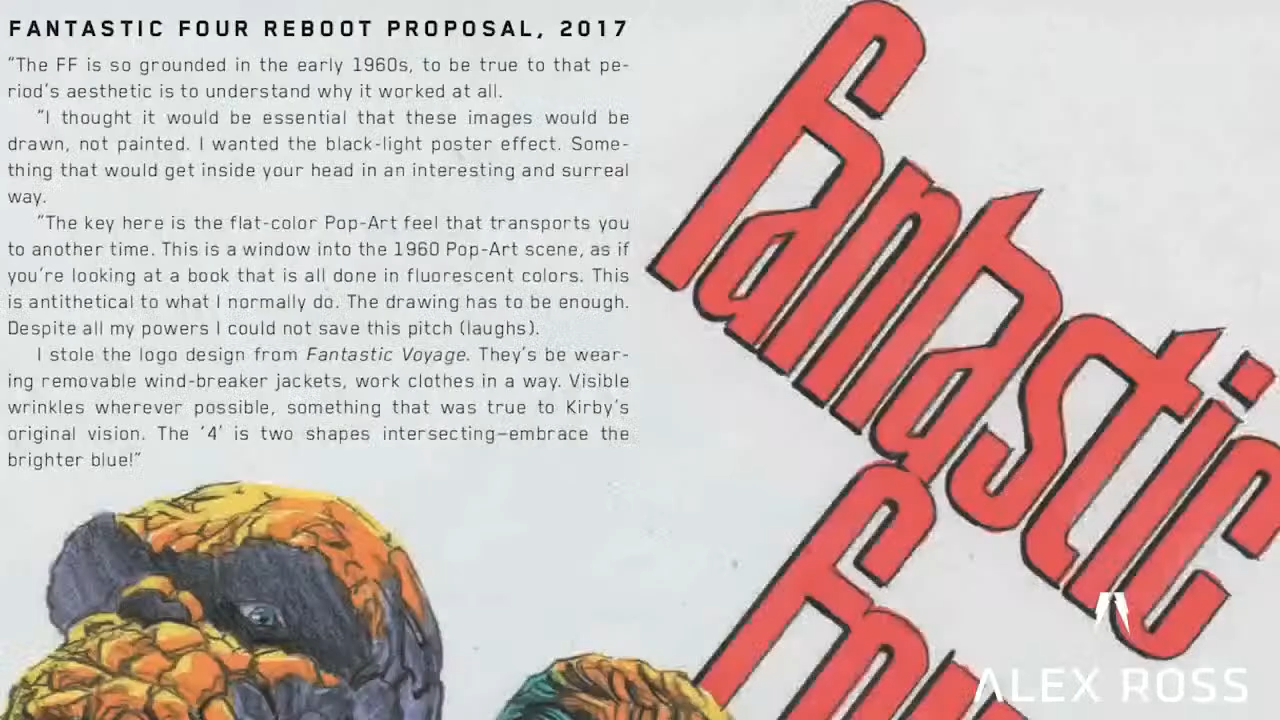 FANTASTIC FOUR REBOOT PROPOSAL, 2017
“The FF is so grounded in the early 1960s, to be true to that pe-
riod’s aesthetic is to understand why it worked at all.
“I thought it would be essential that these images would be
drawn, not painted. I wanted the black-light poster effect. Some-
thing that would get inside your head in an interesting and surreal
way.
“The key here is the flat-color Pop-Art feel that transports you
to another time. This is a window into the 1960 Pop-Art scene, as if
you’re looking at a book that is all done in fluorescent colors. This
is antithetical to what I normally do. The drawing has to be enough.
Despite all my powers I could not save this pitch (laughs).
I stole the logo design from Fantastic Voyage. They’s be wear-
ing removable wind-breaker jackets, work clothes in a way. Visible
wrinkles wherever possible, something that was true to Kirby’s
original vision. The ‘4’ is two shapes intersecting—embrace the
brighter blue!”
Fantastic
ALEX ROSS